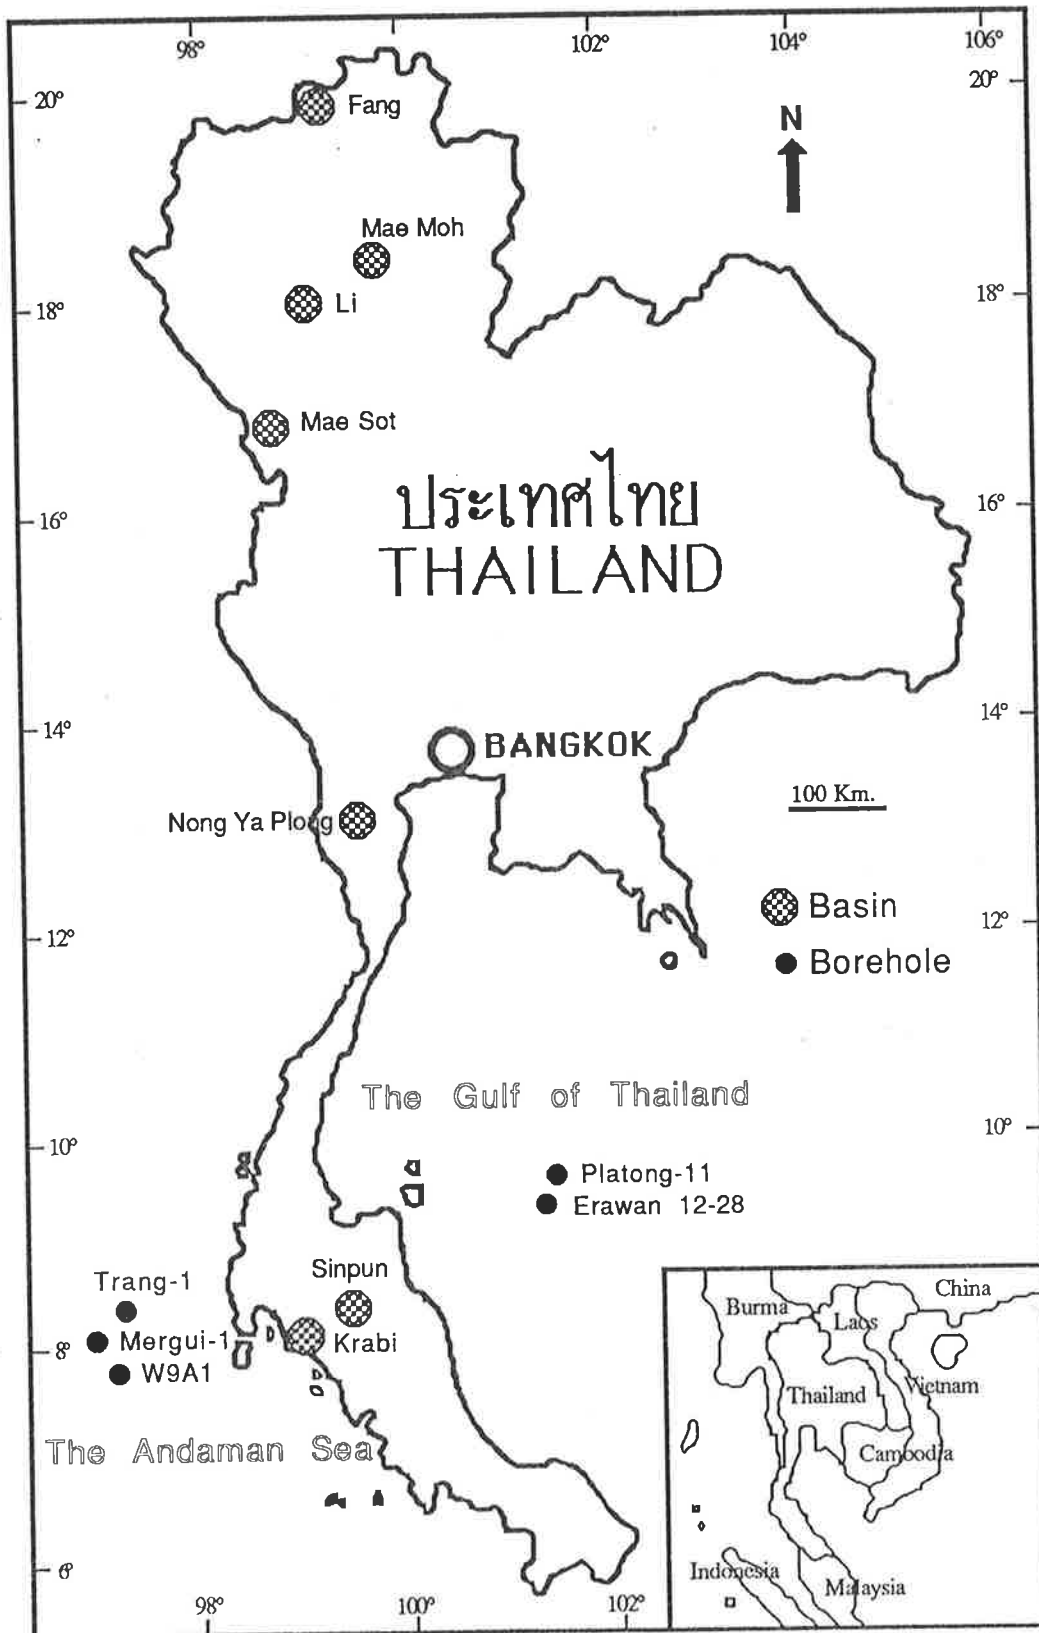 98° 102° 104° 106°
20° 20°
Fang
N
Mae Moh
Li
18° 18°
Mae Sot
ประเทศไทย
THAILAND
16° 16°
14° 14°
BANGKOK
100 Km.
Nong Ya Plong
Basin
12° 12°
Borehole
The Gulf of Thailand
10° 10°
Platong-11
Erawan 12-28
Sinpun
Trang-1
Mergui-1
Krabi
8°
W9A1
The Andaman Sea
6°
98° 100° 102°
China
Burma
Laos
Thailand
Vietnam
Cambodia
Indonesia
Malaysia